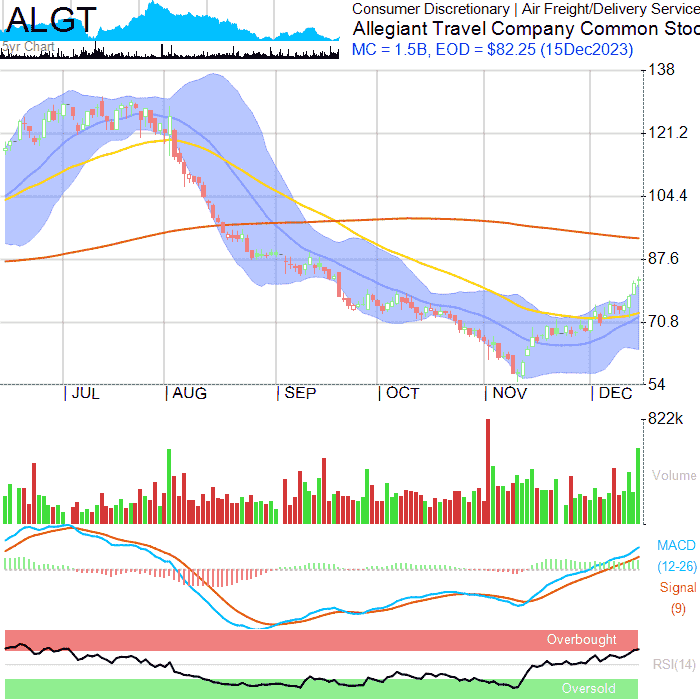 ALGT
5yr Chart
Consumer Discretionary | Air Freight/Delivery Service
Allegiant Travel Company Common Stoc
MC = 1.5B, EOD = $82.25 (15Dec2023)
138
121.2
104.4
87.6
70.8
54
| JUL
| AUG
| SEP
| OCT
| NOV
| DEC
822k
Volume
MACD
(12-26)
Signal
(9)
Overbought
RSI(14)
Oversold